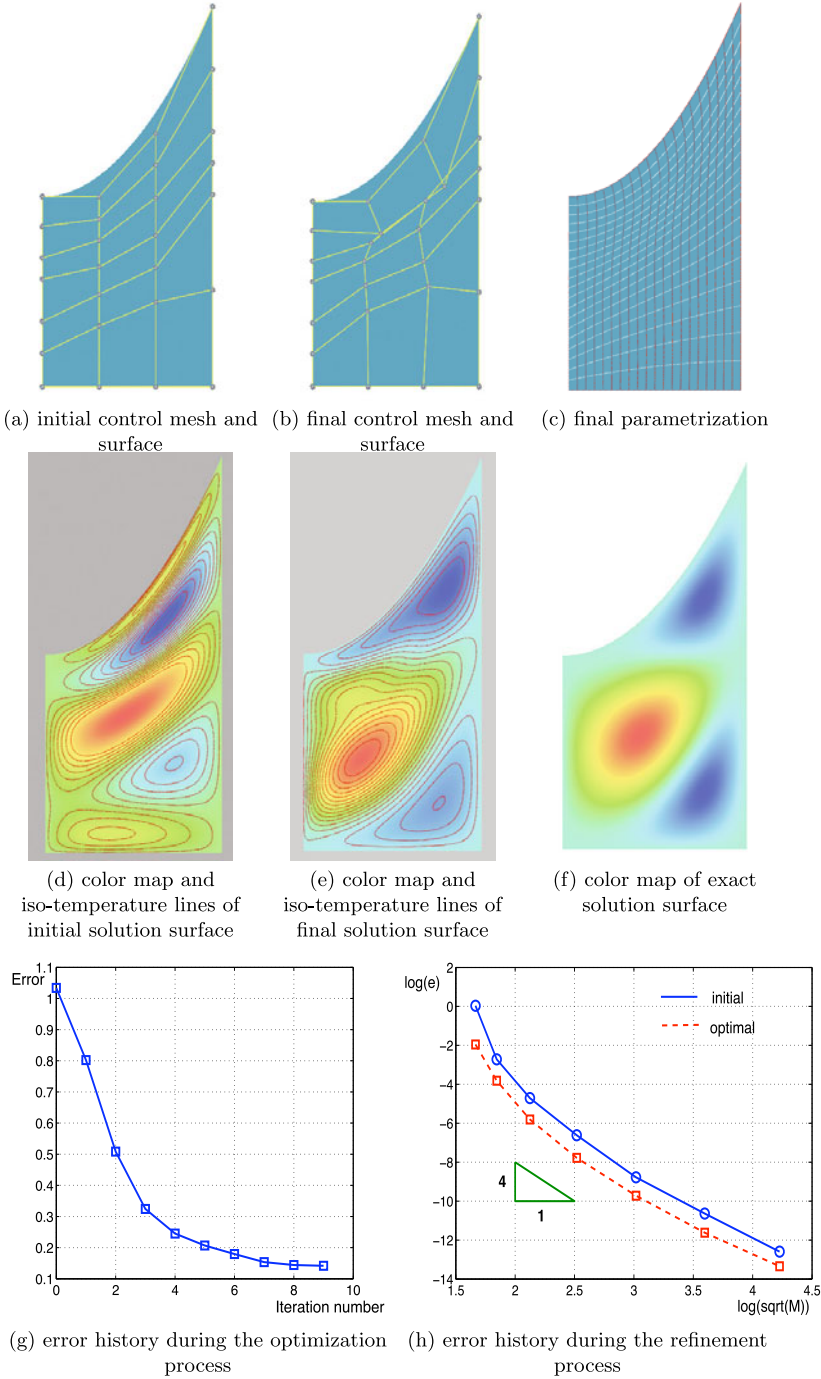 (a) initial control mesh and
surface
(b) final control mesh and
surface
(c) final parametrization
(d) color map and
iso-temperature lines of
initial solution surface
(e) color map and
iso-temperature lines of
final solution surface
(f) color map of exact
solution surface
Error
1.1
1
0.9
0.8
0.7
0.6
0.5
0.4
0.3
0.2
0.1
0
2
4
6
8
10
Iteration number
(g) error history during the optimization
process
log(e)
2
0
−2
−4
−6
−8
−10
−12
−14
initial
optimal
4
1
1.5
2
2.5
3
3.5
4
4.5
log(sqrt(M))
(h) error history during the refinement
process